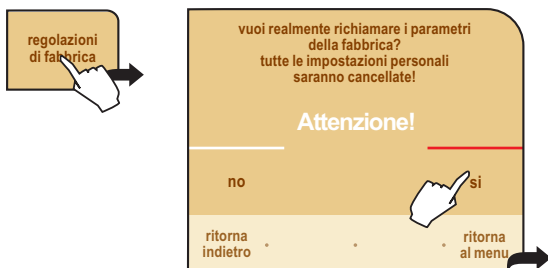 regolazioni
di fabbrica
vuoi realmente richiamare i parametri
della fabbrica?
tutte le impostazioni personali
saranno cancellate!
Attenzione!
no
si
ritorna
indietro
ritorna
al menu